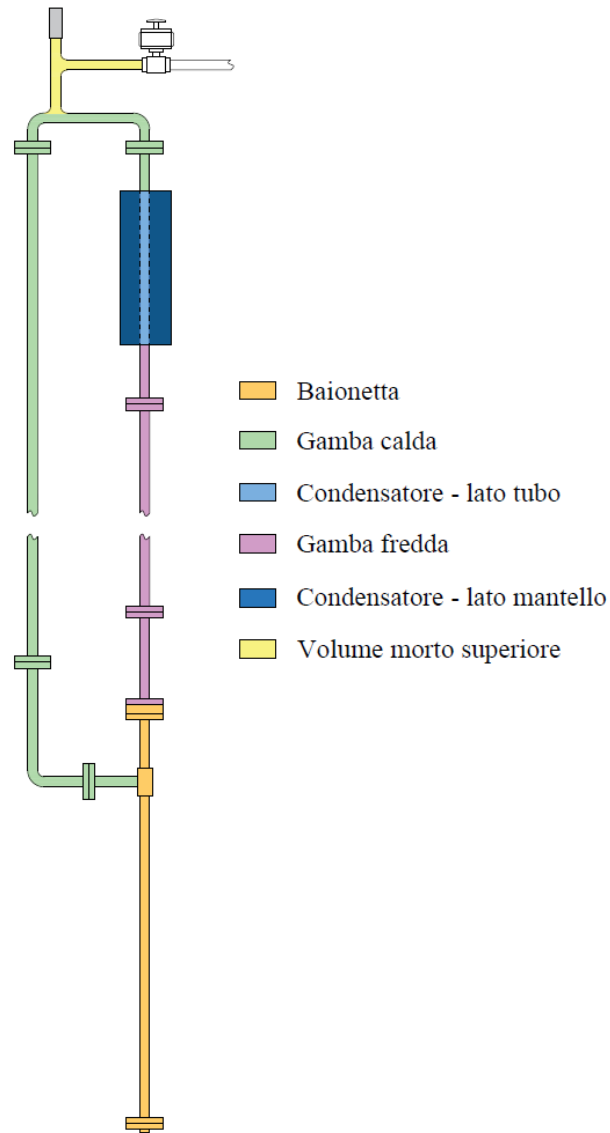 Baionetta
Gamba calda
Condensatore - lato tubo
Gamba fredda
Condensatore - lato mantello
Volume morto superiore